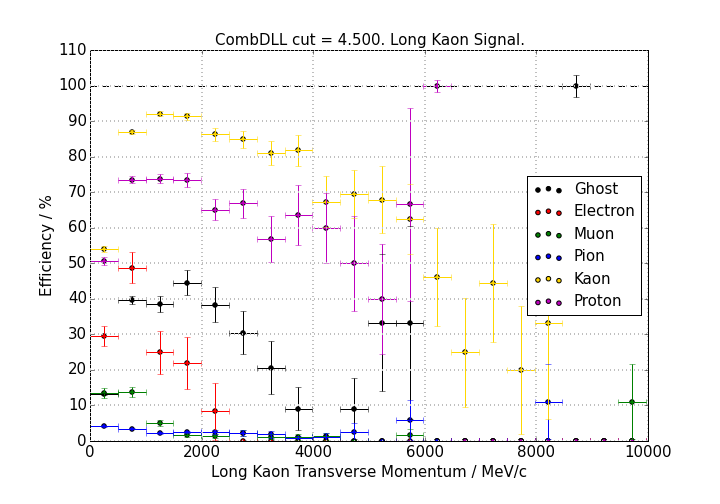 CombDLL cut = 4.500. Long Kaon Signal.
110
100
90
80
70
60
50
40
30
20
10
0
Efficiency / %
Ghost
Electron
Muon
Pion
Kaon
Proton
0 2000 4000 6000 8000 10000
Long Kaon Transverse Momentum / MeV/c